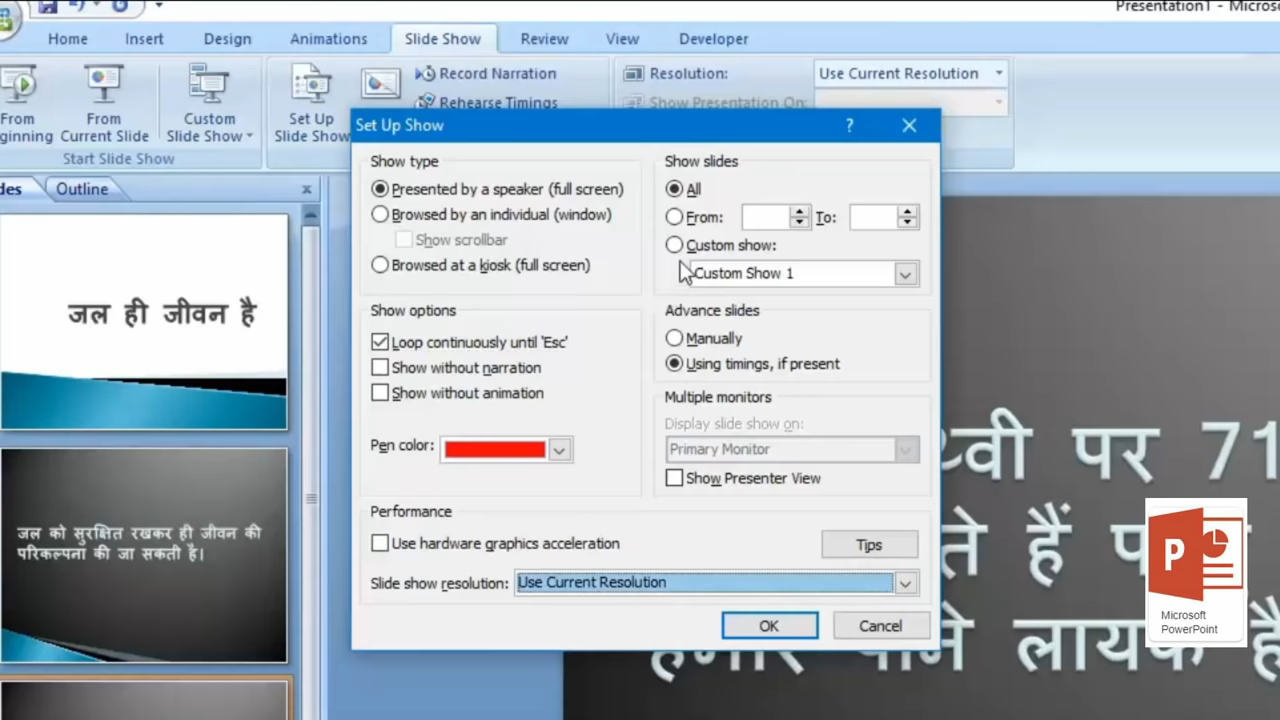 Presentation1 - Micros
Home Insert Design Animations Slide Show Review View Developer
Record Narration
Resolution: Use Current Resolution
Rehearse Timings
Show Presentation On:
From
ginning
From
Current Slide
Custom
Slide Show
Set Up
Slide Show
Start Slide Show
des Outline
Set Up Show
Show type
Presented by a speaker (full screen)
Browsed by an individual (window)
Show scrollbar
Browsed at a kiosk (full screen)
Show slides
All
From: To:
Custom show:
Custom Show 1
Show options
Loop continuously until 'Esc'
Show without narration
Show without animation
Pen color:
Advance slides
Manually
Using timings, if present
Multiple monitors
Display slide show on:
Primary Monitor
Show Presenter View
Performance
Use hardware graphics acceleration
Tips
Slide show resolution: Use Current Resolution
OK Cancel
जल ही जीवन है
जल को सुरक्षित रखकर ही जीवन की
परिकल्पना की जा सकती है।
पर 71
हैं
लायक है
P
Microsoft
PowerPoint